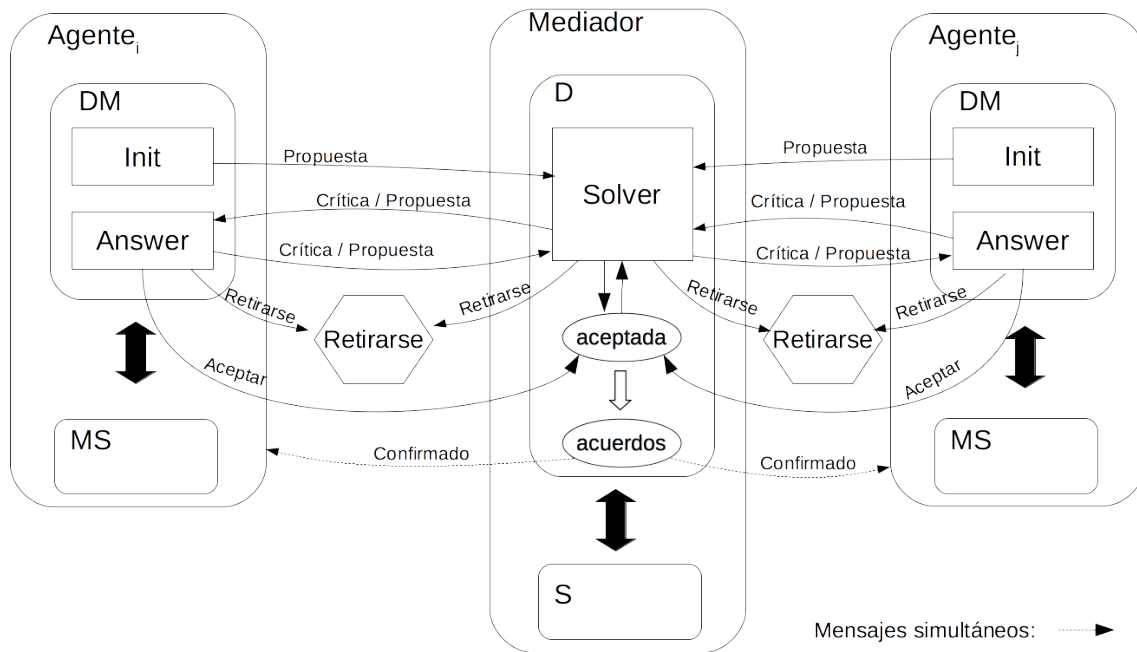 Agente i
Mediador
Agente j
DM
D
DM
Init
Propuesta
Solver
Propuesta
Init
Crítica / Propuesta
Crítica / Propuesta
Answer
Crítica / Propuesta
Crítica / Propuesta
Answer
Retirarse
Retirarse
Retirarse
Retirarse
Retirarse
aceptada
Retirarse
Aceptar
Aceptar
MS
acuerdos
MS
Confirmado
Confirmado
S
Mensajes simultáneos: